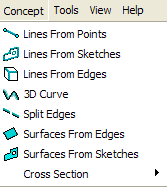 Concept Tools View Help
Lines From Points
Lines From Sketches
Lines From Edges
3D Curve
Split Edges
Surfaces From Edges
Surfaces From Sketches
Cross Section